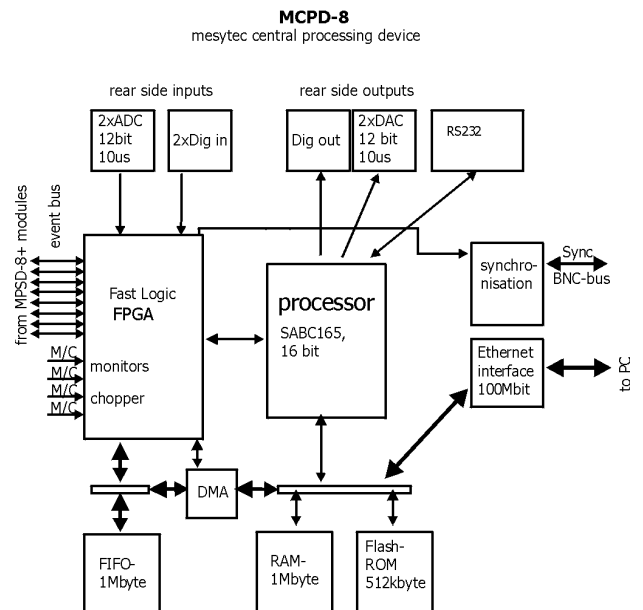 MCPD-8
mesytec central processing device
rear side inputs
rear side outputs
2xADC
12bit
10us
2xDig in
Dig out
2xDAC
12 bit
10us
RS232
from MPSD-8+ modules
event bus
Fast Logic
FPGA
processor
SABC165,
16 bit
synchro-
nisation
Sync
BNC-bus
M/C
M/C
M/C
M/C
monitors
chopper
Ethernet
interface
100Mbit
to PC
DMA
FIFO-
1Mbyte
RAM-
1Mbyte
Flash-
ROM
512kbyte